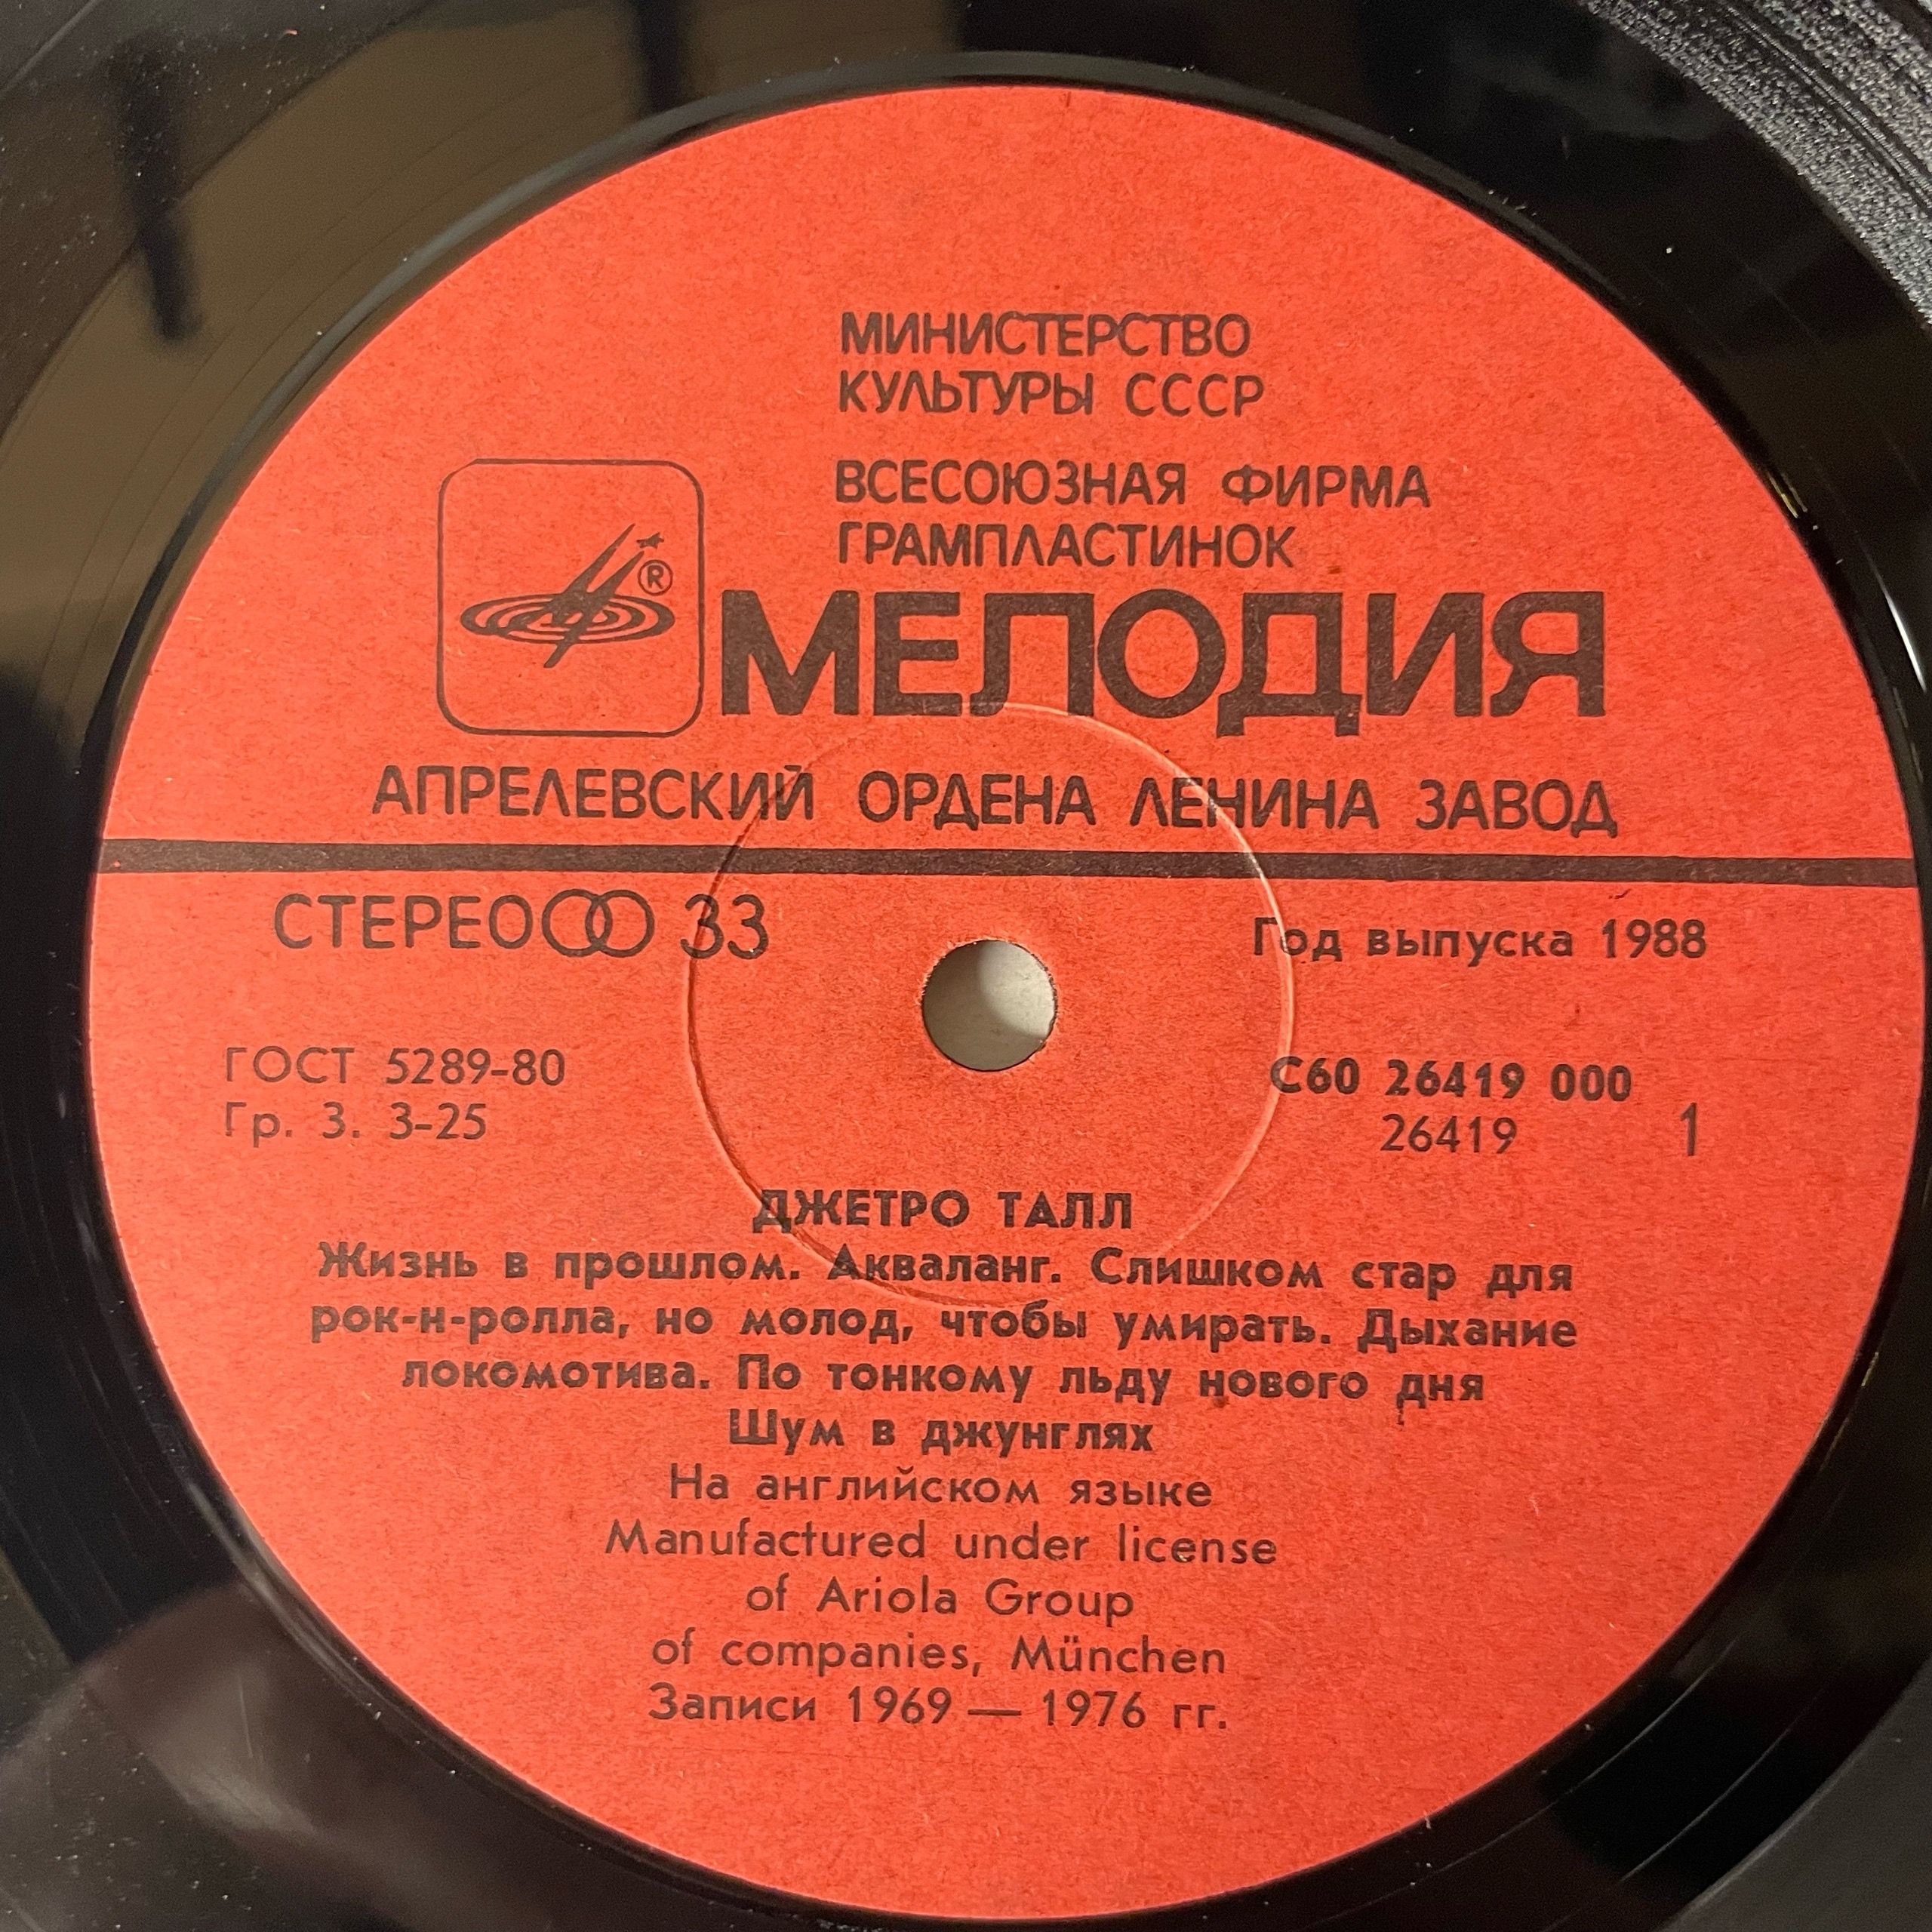 МИНИСТЕРСТВО
КУЛЬТУРЫ СССР
ВСЕСОЮЗНАЯ ФИРМА
ГРАМПЛАСТИНОК
®
МЕЛОДИЯ
АПРЕЛЕВСКИЙ ОРДЕНА ЛЕНИНА ЗАВОД
СТЕРЕО 33
Год выпуска 1988
ГОСТ 5289-80
Гр. 3. 3-25
С60 26419 000
26419 1
ДЖЕТРО ТАЛЛ
Жизнь в прошлом. Акваланг. Слишком стар для
рок-н-ролла, но молод, чтобы умирать. Дыхание
локомотива. По тонкому льду нового дня
Шум в джунглях
На английском языке
Manufactured under license
of Ariola Group
of companies, München
Записи 1969 — 1976 гг.